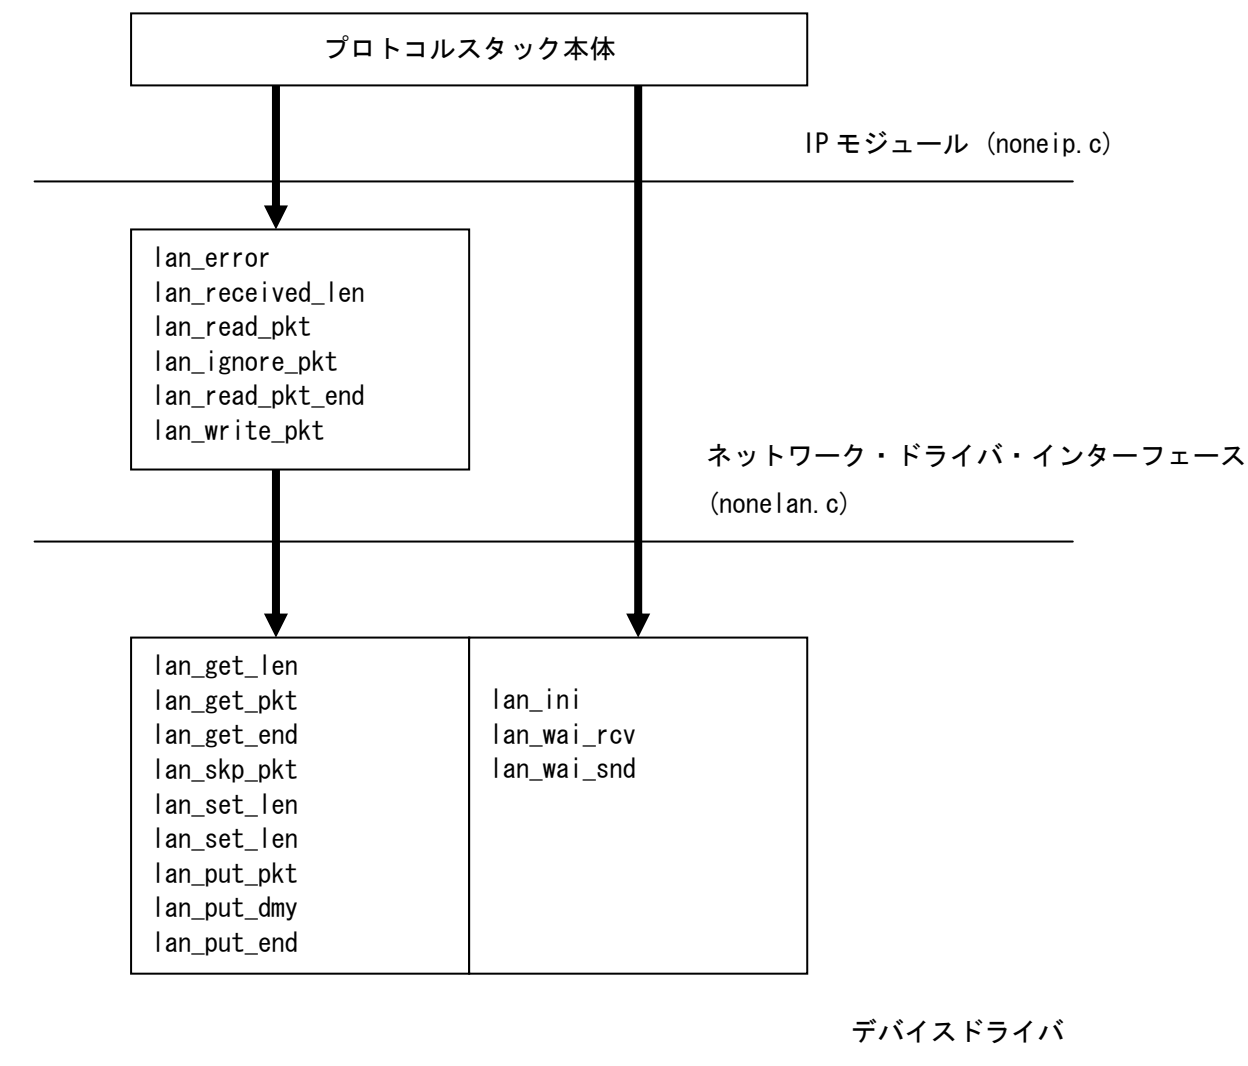 プロトコルスタック本体
IP モジュール (noneip.c)
lan_error
lan_received_len
lan_read_pkt
lan_ignore_pkt
lan_read_pkt_end
lan_write_pkt
ネットワーク・ドライバ・インターフェース
(nonelan.c)
lan_get_len
lan_get_pkt
lan_get_end
lan_skp_pkt
lan_set_len
lan_set_len
lan_put_pkt
lan_put_dmy
lan_put_end
lan_ini
lan_wai_rcv
lan_wai_snd
デバイスドライバ